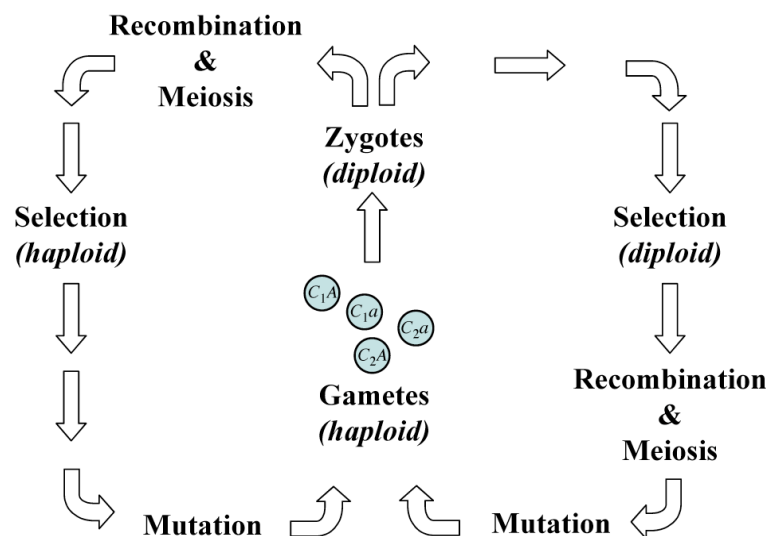 Recombination
&
Meiosis
Zygotes
(diploid)
Selection
(haploid)
Selection
(diploid)
C₁A
C₁a
C₂a
C₂A
Gametes
(haploid)
Recombination
&
Meiosis
Mutation
Mutation